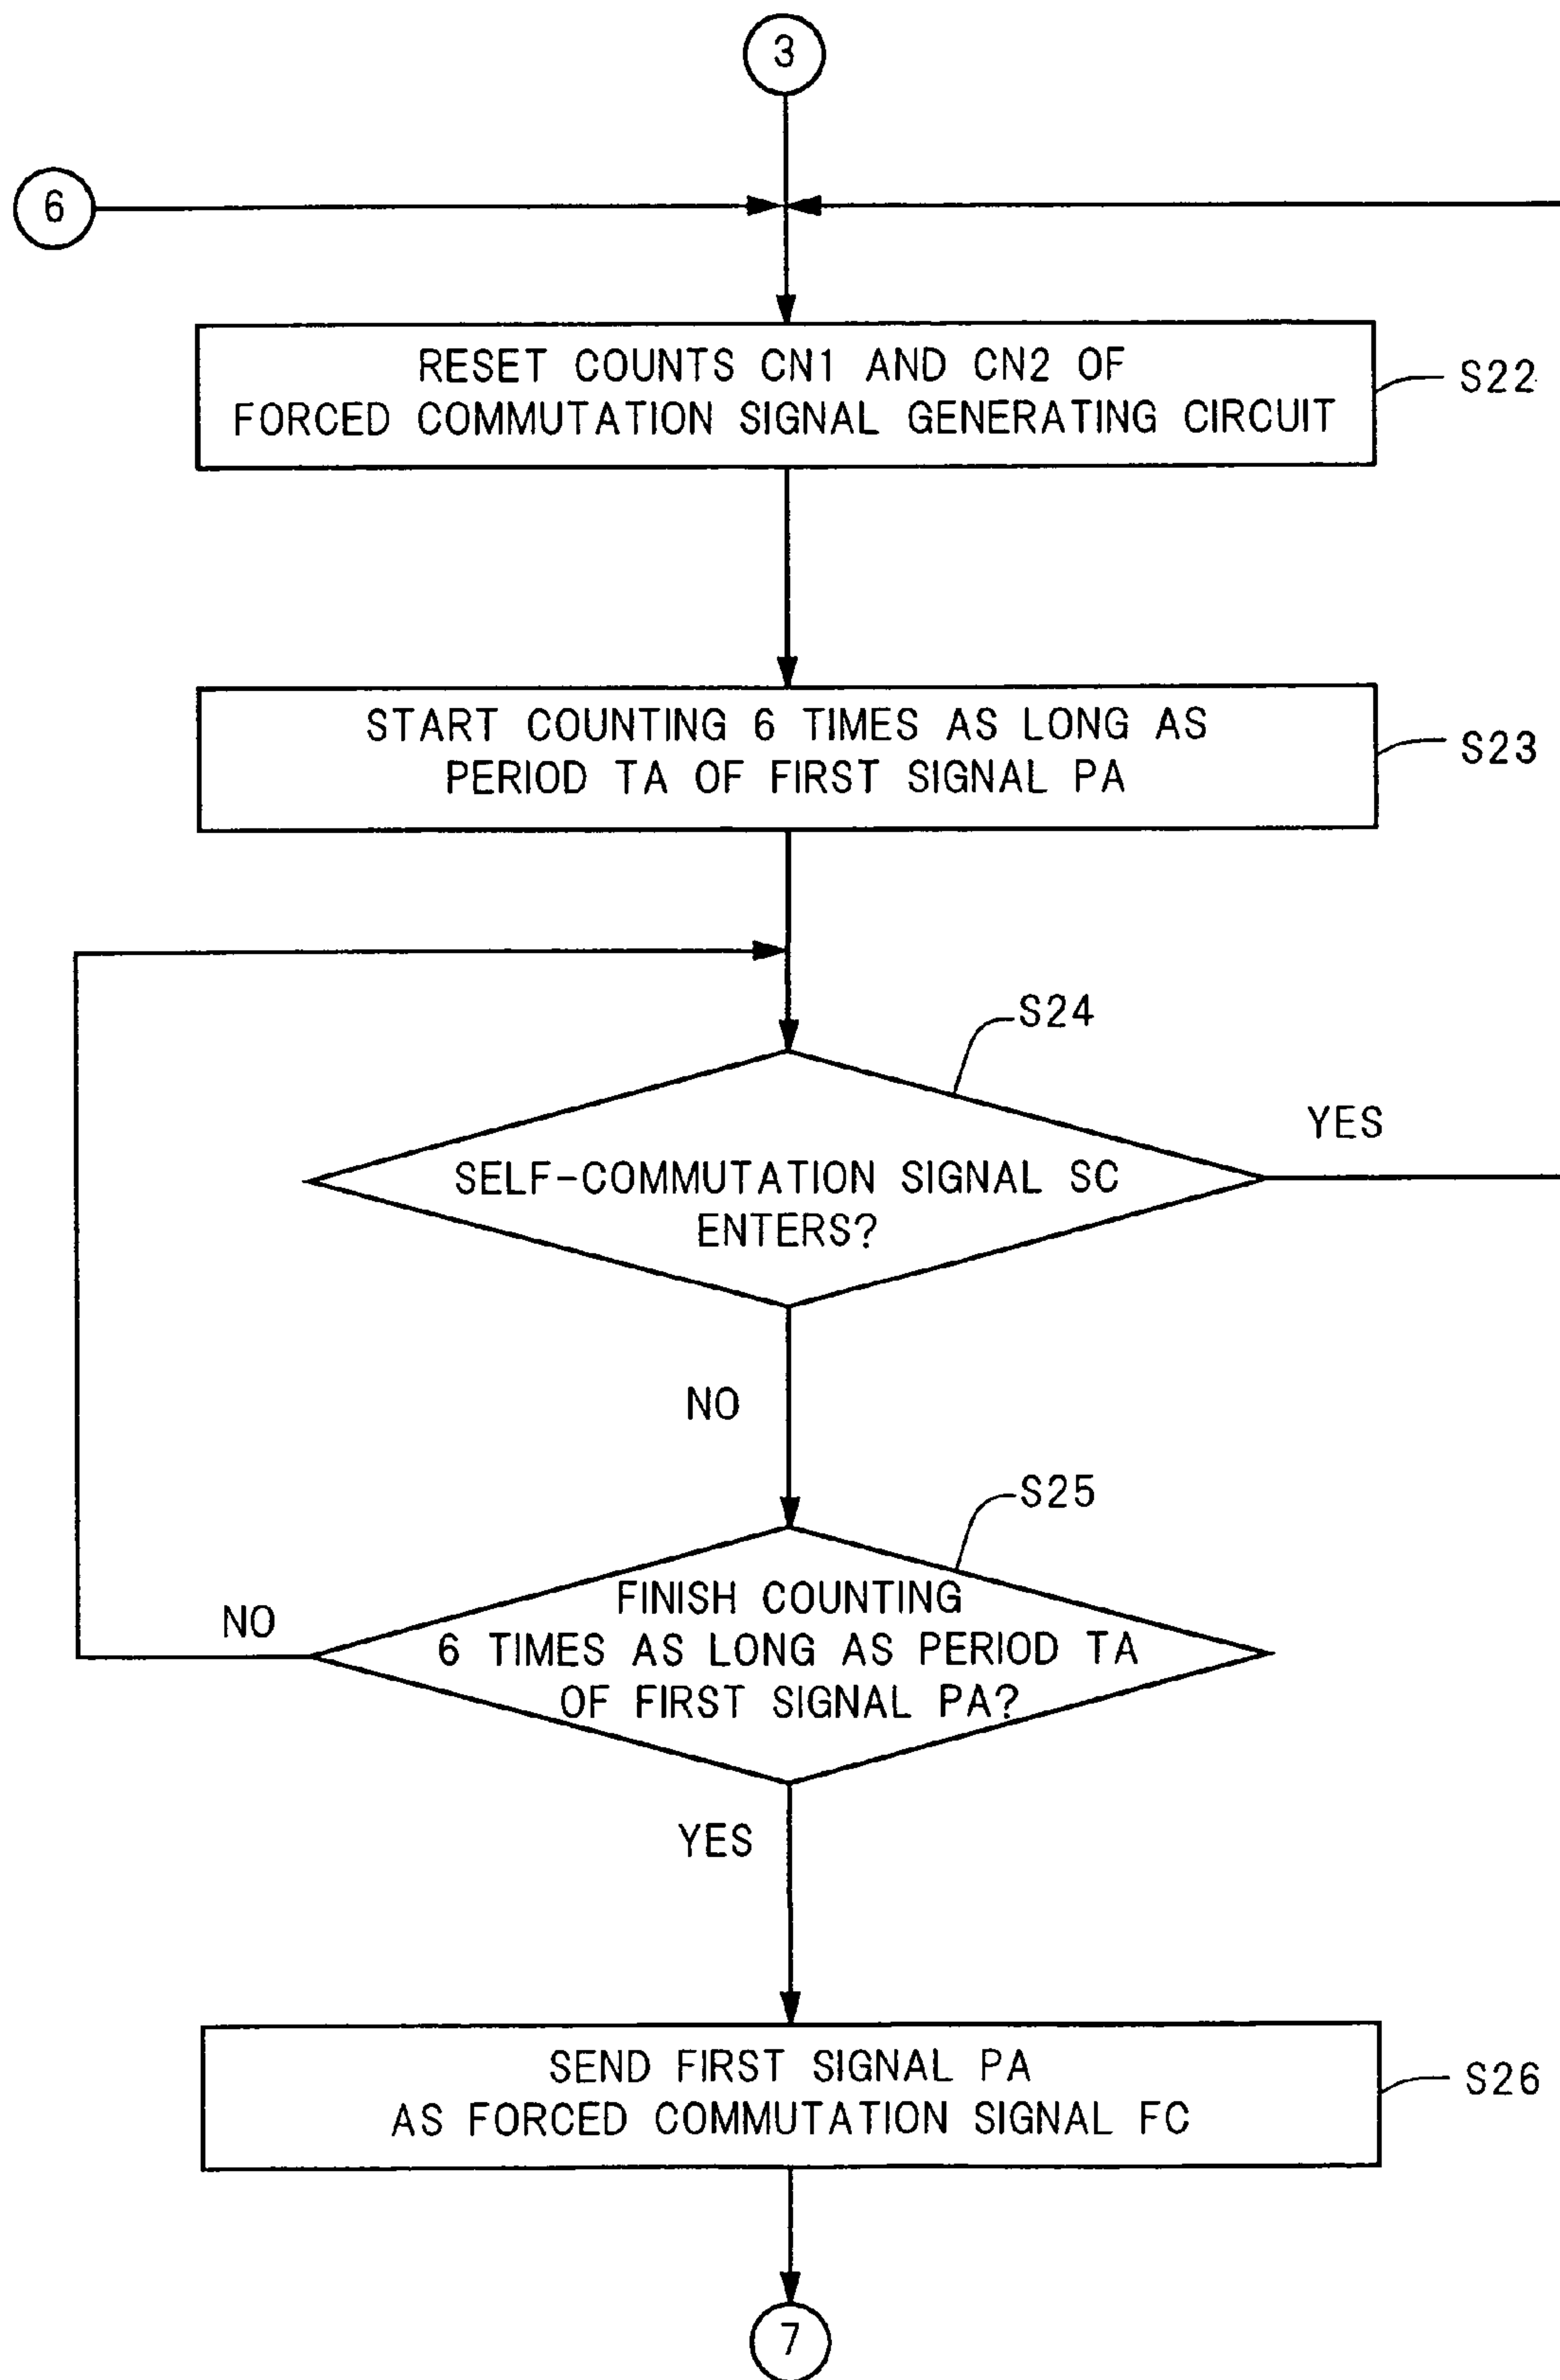 3
6
RESET COUNTS CN1 AND CN2 OF
FORCED COMMUTATION SIGNAL GENERATING CIRCUIT
S22
START COUNTING 6 TIMES AS LONG AS
PERIOD TA OF FIRST SIGNAL PA
S23
S24
YES
SELF-COMMUTATION SIGNAL SC
ENTERS?
NO
S25
NO
FINISH COUNTING
6 TIMES AS LONG AS PERIOD TA
OF FIRST SIGNAL PA?
YES
SEND FIRST SIGNAL PA
AS FORCED COMMUTATION SIGNAL FC
S26
7